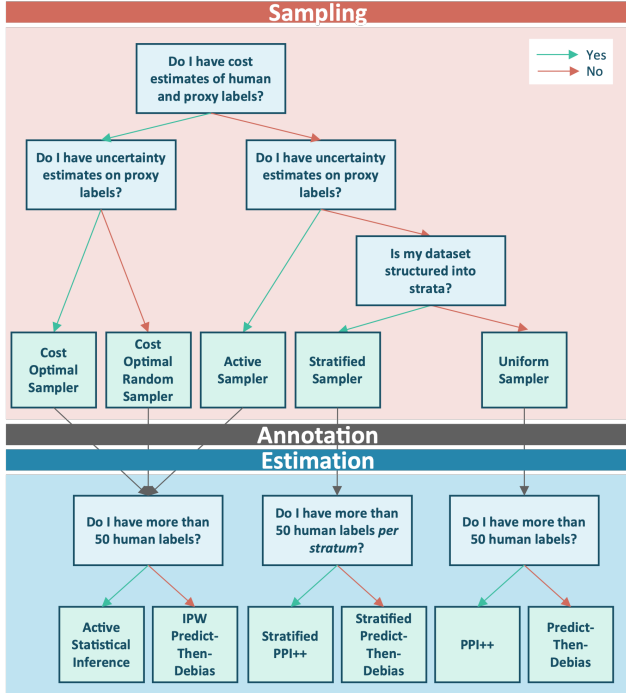 Sampling
Do I have cost
estimates of human
and proxy labels?
Yes
No
Do I have uncertainty
estimates on proxy
labels?
Do I have uncertainty
estimates on proxy
labels?
Is my dataset
structured into
strata?
Cost
Optimal
Sampler
Cost
Optimal
Random
Sampler
Active
Sampler
Stratified
Sampler
Uniform
Sampler
Annotation
Estimation
Do I have more than
50 human labels?
Do I have more than
50 human labels per
stratum?
Do I have more than
50 human labels?
Active
Statistical
Inference
IPW
Predict-
Then-
Debias
Stratified
PPI++
Stratified
Predict-
Then-
Debias
PPI++
Predict-
Then-
Debias